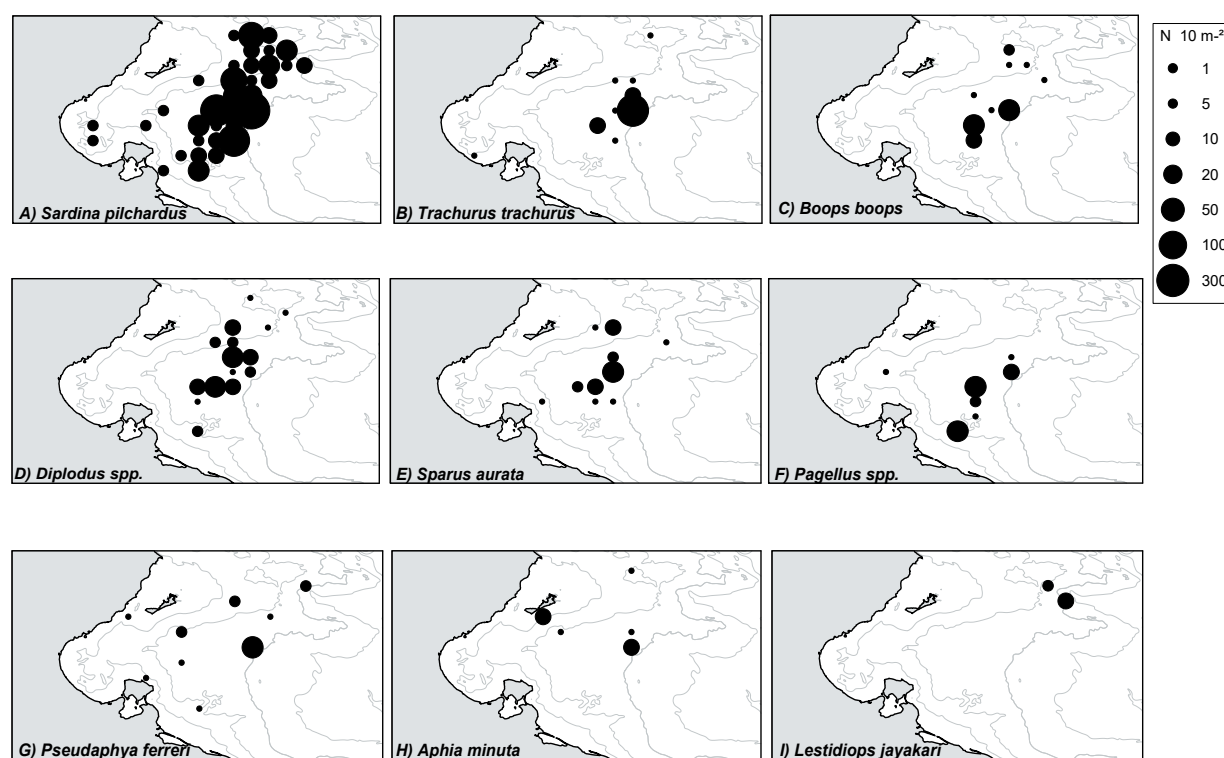 N 10 m-²
1
5
10
20
50
100
300
A) Sardina pilchardus
B) Trachurus trachurus
C) Boops boops
D) Diplodus spp.
E) Sparus aurata
F) Pagellus spp.
G) Pseudaphya ferreri
H) Aphia minuta
I) Lestidiops jayakari